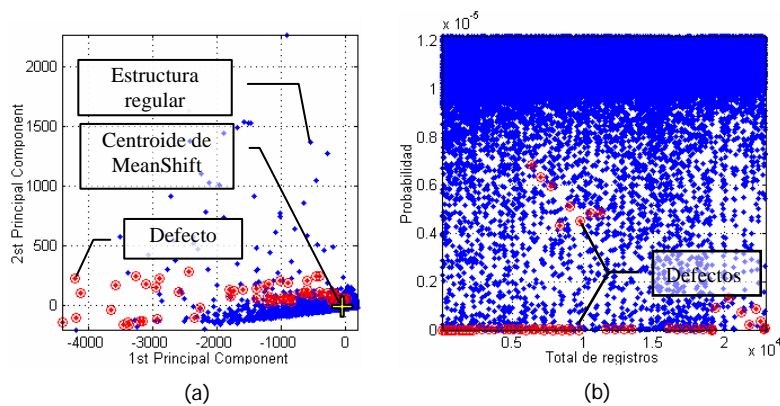 2000
1500
1000
500
0
-4000
-3000
-2000
-1000
0
2st Principal Component
1st Principal Component
Estructura
regular
Centroide de
MeanShift
Defecto
(a)
x 10⁻⁵
1.2
1
0.8
0.6
0.4
0.2
0
0.5
1
1.5
2
x 10⁴
Probabilidad
Total de registros
Defectos
(b)